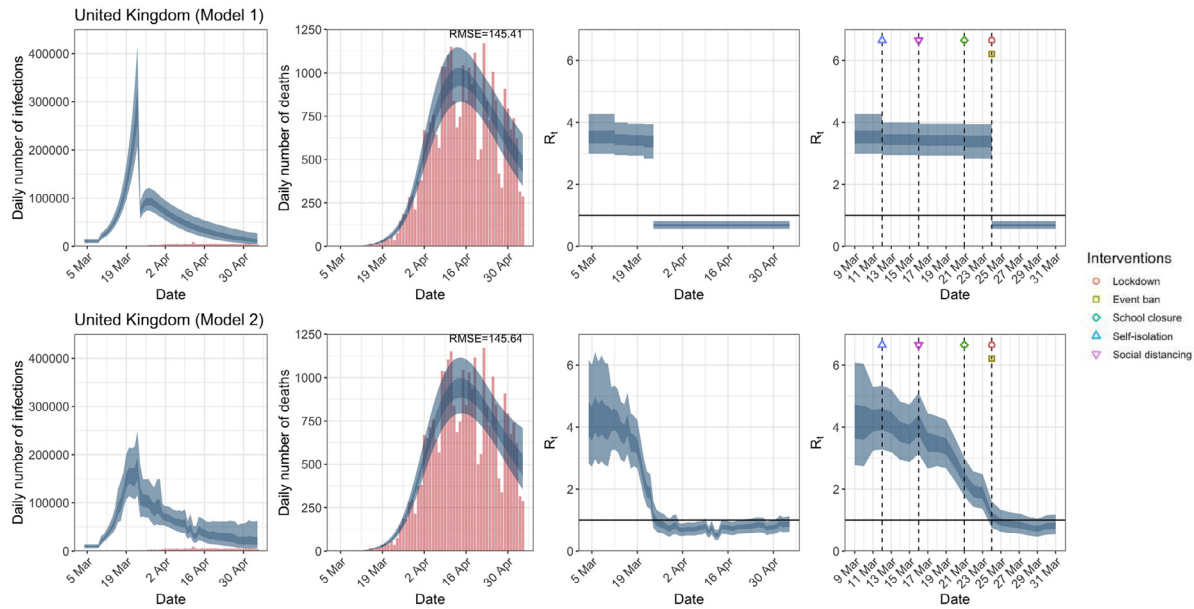 United Kingdom (Model 1)
Daily number of infections
400000
300000
200000
100000
0
5 Mar
19 Mar
2 Apr
16 Apr
30 Apr
Date
RMSE=145.41
Daily number of deaths
1250
1000
750
500
250
0
5 Mar
19 Mar
2 Apr
16 Apr
30 Apr
Date
Rt
6
4
2
0
5 Mar
19 Mar
2 Apr
16 Apr
30 Apr
Date
Rt
6
4
2
0
9 Mar
11 Mar
13 Mar
15 Mar
17 Mar
19 Mar
21 Mar
23 Mar
25 Mar
27 Mar
29 Mar
31 Mar
Date
Interventions
Lockdown
Event ban
School closure
Self-isolation
Social distancing
United Kingdom (Model 2)
Daily number of infections
400000
300000
200000
100000
0
5 Mar
19 Mar
2 Apr
16 Apr
30 Apr
Date
RMSE=145.64
Daily number of deaths
1250
1000
750
500
250
0
5 Mar
19 Mar
2 Apr
16 Apr
30 Apr
Date
Rt
6
4
2
0
5 Mar
19 Mar
2 Apr
16 Apr
30 Apr
Date
Rt
6
4
2
0
9 Mar
11 Mar
13 Mar
15 Mar
17 Mar
19 Mar
21 Mar
23 Mar
25 Mar
27 Mar
29 Mar
31 Mar
Date